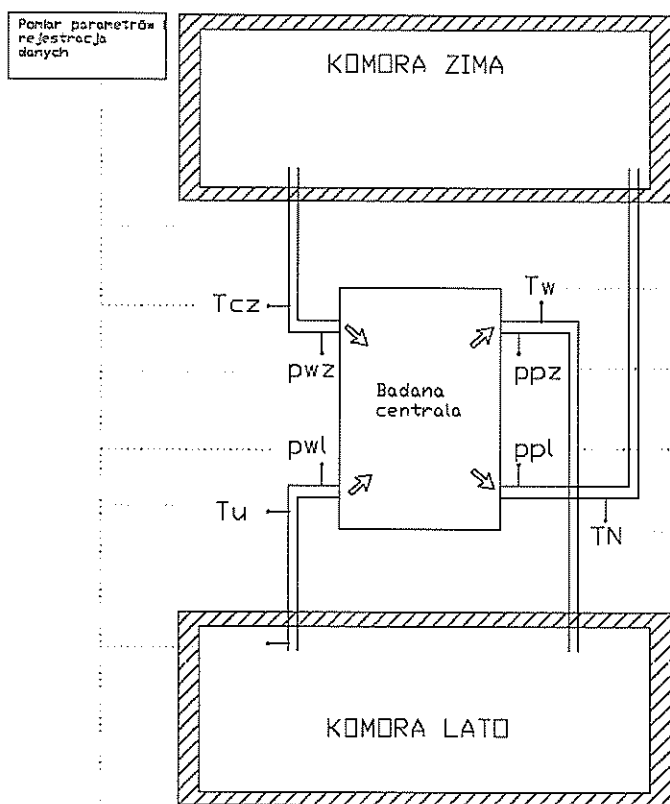 Pomiar parametrów i
rejestracja
danych
KOMORA ZIMA
Tcz
Tw
pwz
ppz
Badana
centrala
pwl
ppl
Tu
TN
KOMORA LATO